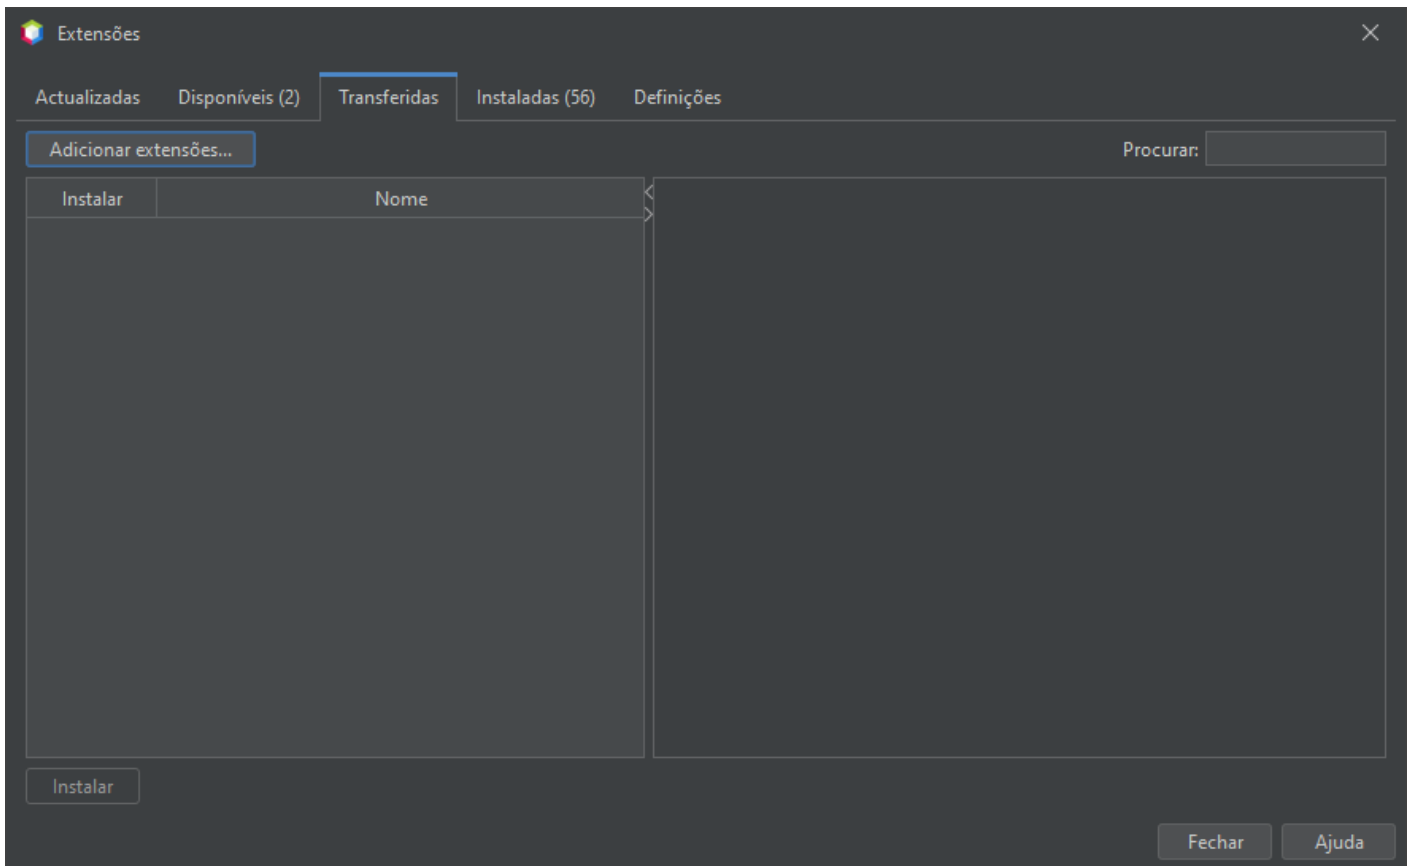 Extensões
Actualizadas Disponíveis (2) Transferidas Instaladas (56) Definições
Adicionar extensões... Procurar:
Instalar Nome
Instalar
Fechar Ajuda